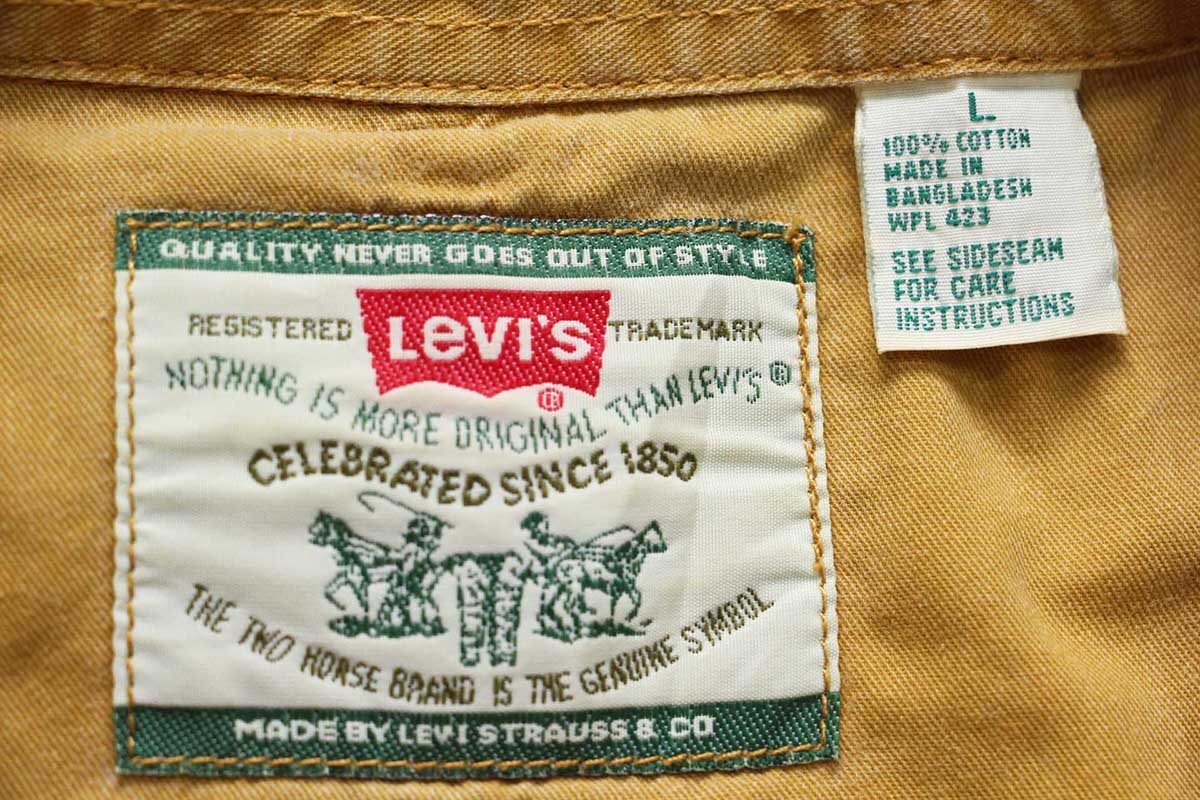 QUALITY NEVER GOES OUT OF STYLE
REGISTERED LEVI'S TRADEMARK
®
NOTHING IS MORE ORIGINAL THAN LEVI'S®
CELEBRATED SINCE 1850
THE TWO HORSE BRAND IS THE GENUINE SYMBOL
MADE BY LEVI STRAUSS & CO
L
100% COTTON
MADE IN
BANGLADESH
WPL 423
SEE SIDESEAM
FOR CARE
INSTRUCTIONS